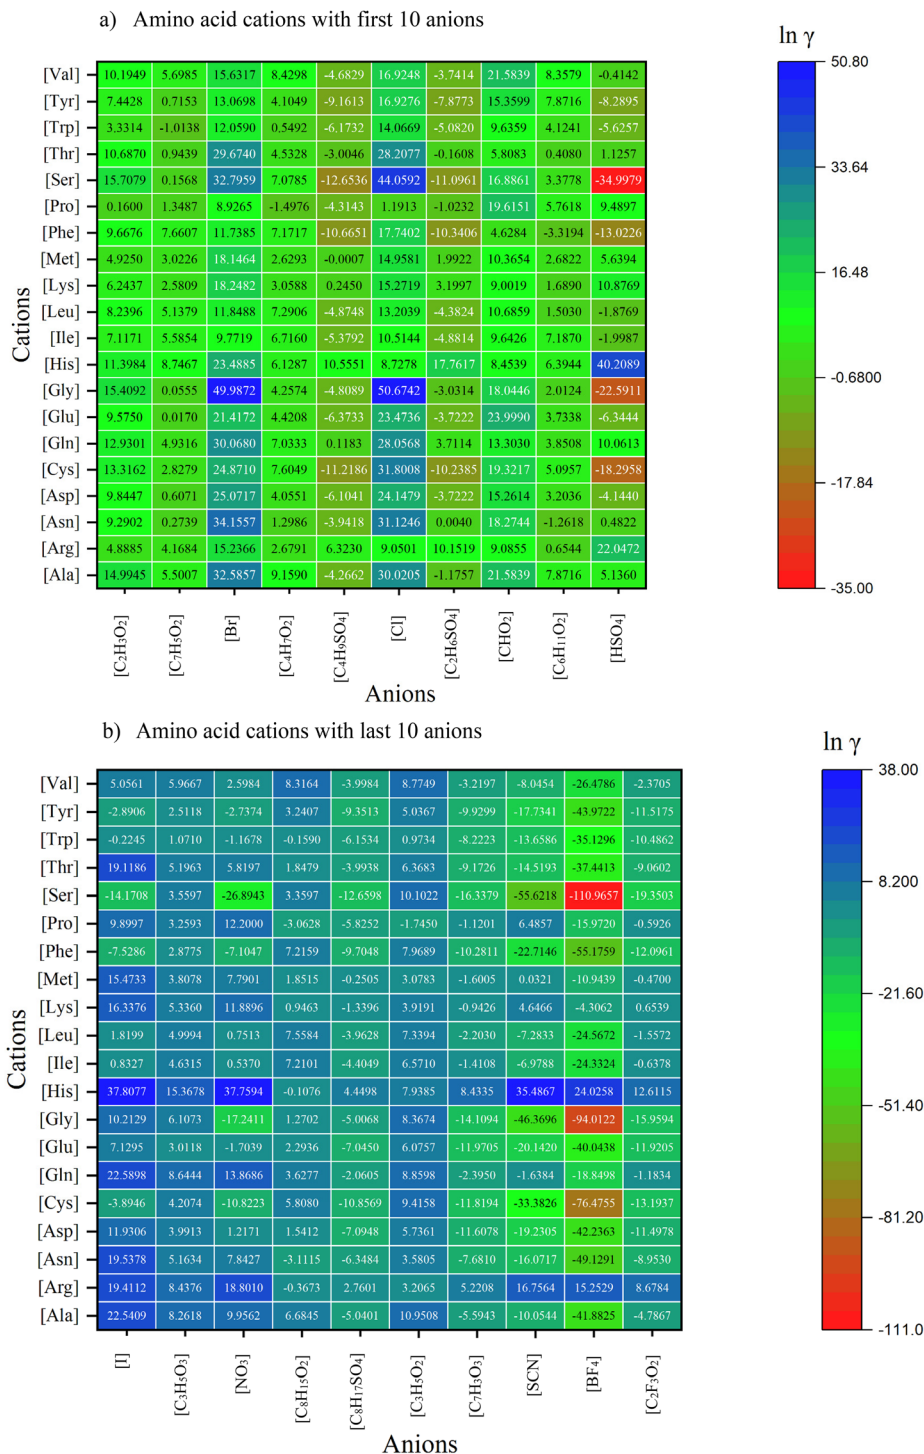 a) Amino acid cations with first 10 anions
ln γ
[Val] 10.1949 5.6985 15.6317 8.4298 -4.6829 16.9248 -3.7414 21.5839 8.3579 -0.4142
[Tyr] 7.4428 0.7153 13.0698 4.1049 -9.1613 16.9276 -7.8773 15.3599 7.8716 -8.2895
[Trp] 3.3314 -1.0138 12.0590 0.5492 -6.1732 14.0669 -5.0820 9.6359 4.1241 -5.6257
[Thr] 10.6870 0.9439 29.6740 4.5328 -3.0046 28.2077 -0.1608 5.8083 0.4080 1.1257
[Ser] 15.7079 0.1568 32.7959 7.0785 -12.6536 44.0592 -11.0961 16.8861 3.3778 -34.9979
[Pro] 0.1600 1.3487 8.9265 -1.4976 -4.3143 1.1913 -1.0232 19.6151 5.7618 9.4897
[Phe] 9.6676 7.6607 11.7385 7.1717 -10.6651 17.7402 -10.3406 4.6284 -3.3194 -13.0226
[Met] 4.9250 3.0226 18.1464 2.6293 -0.0007 14.9581 1.9922 10.3654 2.6822 5.6394
[Lys] 6.2437 2.5809 18.2482 3.0588 0.2450 15.2719 3.1997 9.0019 1.6890 10.8769
[Leu] 8.2396 5.1379 11.8488 7.2906 -4.8748 13.2039 -4.3824 10.6859 1.5030 -1.8769
[Ile] 7.1171 5.5854 9.7719 6.7160 -5.3792 10.5144 -4.8814 9.6426 7.1870 -1.9987
[His] 11.3984 8.7467 23.4885 6.1287 10.5551 8.7278 17.7617 8.4539 6.3944 40.2089
[Gly] 15.4092 0.0555 49.9872 4.2574 -4.8089 50.6742 -3.0314 18.0446 2.0124 -22.5911
[Glu] 9.5750 0.0170 21.4172 4.4208 -6.3733 23.4736 -3.7222 23.9990 3.7338 -6.3444
[Gln] 12.9301 4.9316 30.0680 7.0333 0.1183 28.0568 3.7114 13.3030 3.8508 10.0613
[Cys] 13.3162 2.8279 24.8710 7.6049 -11.2186 31.8008 -10.2385 19.3217 5.0957 -18.2958
[Asp] 9.8447 0.6071 25.0717 4.0551 -6.1041 24.1479 -3.7222 15.2614 3.2036 -4.1440
[Asn] 9.2902 0.2739 34.1557 1.2986 -3.9418 31.1246 0.0040 18.2744 -1.2618 0.4822
[Arg] 4.8885 4.1684 15.2366 2.6791 6.3230 9.0501 10.1519 9.0855 0.6544 22.0472
[Ala] 14.9945 5.5007 32.5857 9.1590 -4.2662 30.0205 -1.1757 21.5839 7.8716 5.1360
Cations
[C₂H₃O₂] [C₇H₅O₂] [Br] [C₄H₇O₂] [C₄H₉SO₄] [Cl] [C₂H₆SO₄] [CHO₂] [C₆H₁₁O₂] [HSO₄]
Anions
50.80
33.64
16.48
-0.6800
-17.84
-35.00
b) Amino acid cations with last 10 anions
ln γ
[Val] 5.0561 5.9667 2.5984 8.3164 -3.9984 8.7749 -3.2197 -8.0454 -26.4786 -2.3705
[Tyr] -2.8906 2.5118 -2.7374 3.2407 -9.3513 5.0367 -9.9299 -17.7341 -43.9722 -11.5175
[Trp] -0.2245 1.0710 -1.1678 -0.1590 -6.1534 0.9734 -8.2223 -13.6586 -35.1296 -10.4862
[Thr] 19.1186 5.1963 5.8197 1.8479 -3.9938 6.3683 -9.1726 -14.5193 -37.4413 -9.0602
[Ser] -14.1708 3.5597 -26.8943 3.3597 -12.6598 10.1022 -16.3379 -55.6218 -110.9657 -19.3503
[Pro] 9.8997 3.2593 12.2000 -3.0628 -5.8252 -1.7450 -1.1201 6.4857 -15.9720 -0.5926
[Phe] -7.5286 2.8775 -7.1047 7.2159 -9.7048 7.9689 -10.2811 -22.7146 -55.1759 -12.0961
[Met] 15.4733 3.8078 7.7901 1.8515 -0.2505 3.0783 -1.6005 0.0321 -10.9439 -0.4700
[Lys] 16.3376 5.3360 11.8896 0.9463 -1.3396 3.9191 -0.9426 4.6466 -4.3062 0.6539
[Leu] 1.8199 4.9994 0.7513 7.5584 -3.9628 7.3394 -2.2030 -7.2833 -24.5672 -1.5572
[Ile] 0.8327 4.6315 0.5370 7.2101 -4.4049 6.5710 -1.4108 -6.9788 -24.3324 -0.6378
[His] 37.8077 15.3678 37.7594 -0.1076 4.4498 7.9385 8.4335 35.4867 24.0258 12.6115
[Gly] 10.2129 6.1073 -17.2411 1.2702 -5.0068 8.3674 -14.1094 -46.3696 -94.0122 -15.9594
[Glu] 7.1295 3.0118 -1.7039 2.2936 -7.0450 6.0757 -11.9705 -20.1420 -40.0438 -11.9205
[Gln] 22.5898 8.6444 13.8686 3.6277 -2.0605 8.8598 -2.3950 -1.6384 -18.8498 -1.1834
[Cys] -3.8946 4.2074 -10.8223 5.8080 -10.8569 9.4158 -11.8194 -33.3826 -76.4755 -13.1937
[Asp] 11.9306 3.9913 1.2171 1.5412 -7.0948 5.7361 -11.6078 -19.2305 -42.2363 -11.4978
[Asn] 19.5378 5.1634 7.8427 -3.1115 -6.3484 3.5805 -7.6810 -16.0717 -49.1291 -8.9530
[Arg] 19.4112 8.4376 18.8010 -0.3673 2.7601 3.2065 5.2208 16.7564 15.2529 8.6784
[Ala] 22.5409 8.2618 9.9562 6.6845 -5.0401 10.9508 -5.5943 -10.0544 -41.8825 -4.7867
Cations
[I] [C₃H₅O₃] [NO₃] [C₈H₁₅O₂] [C₈H₁₇SO₄] [C₃H₅O₂] [C₇H₅O₃] [SCN] [BF₄] [C₂F₃O₂]
Anions
38.00
8.200
-21.60
-51.40
-81.20
-111.0